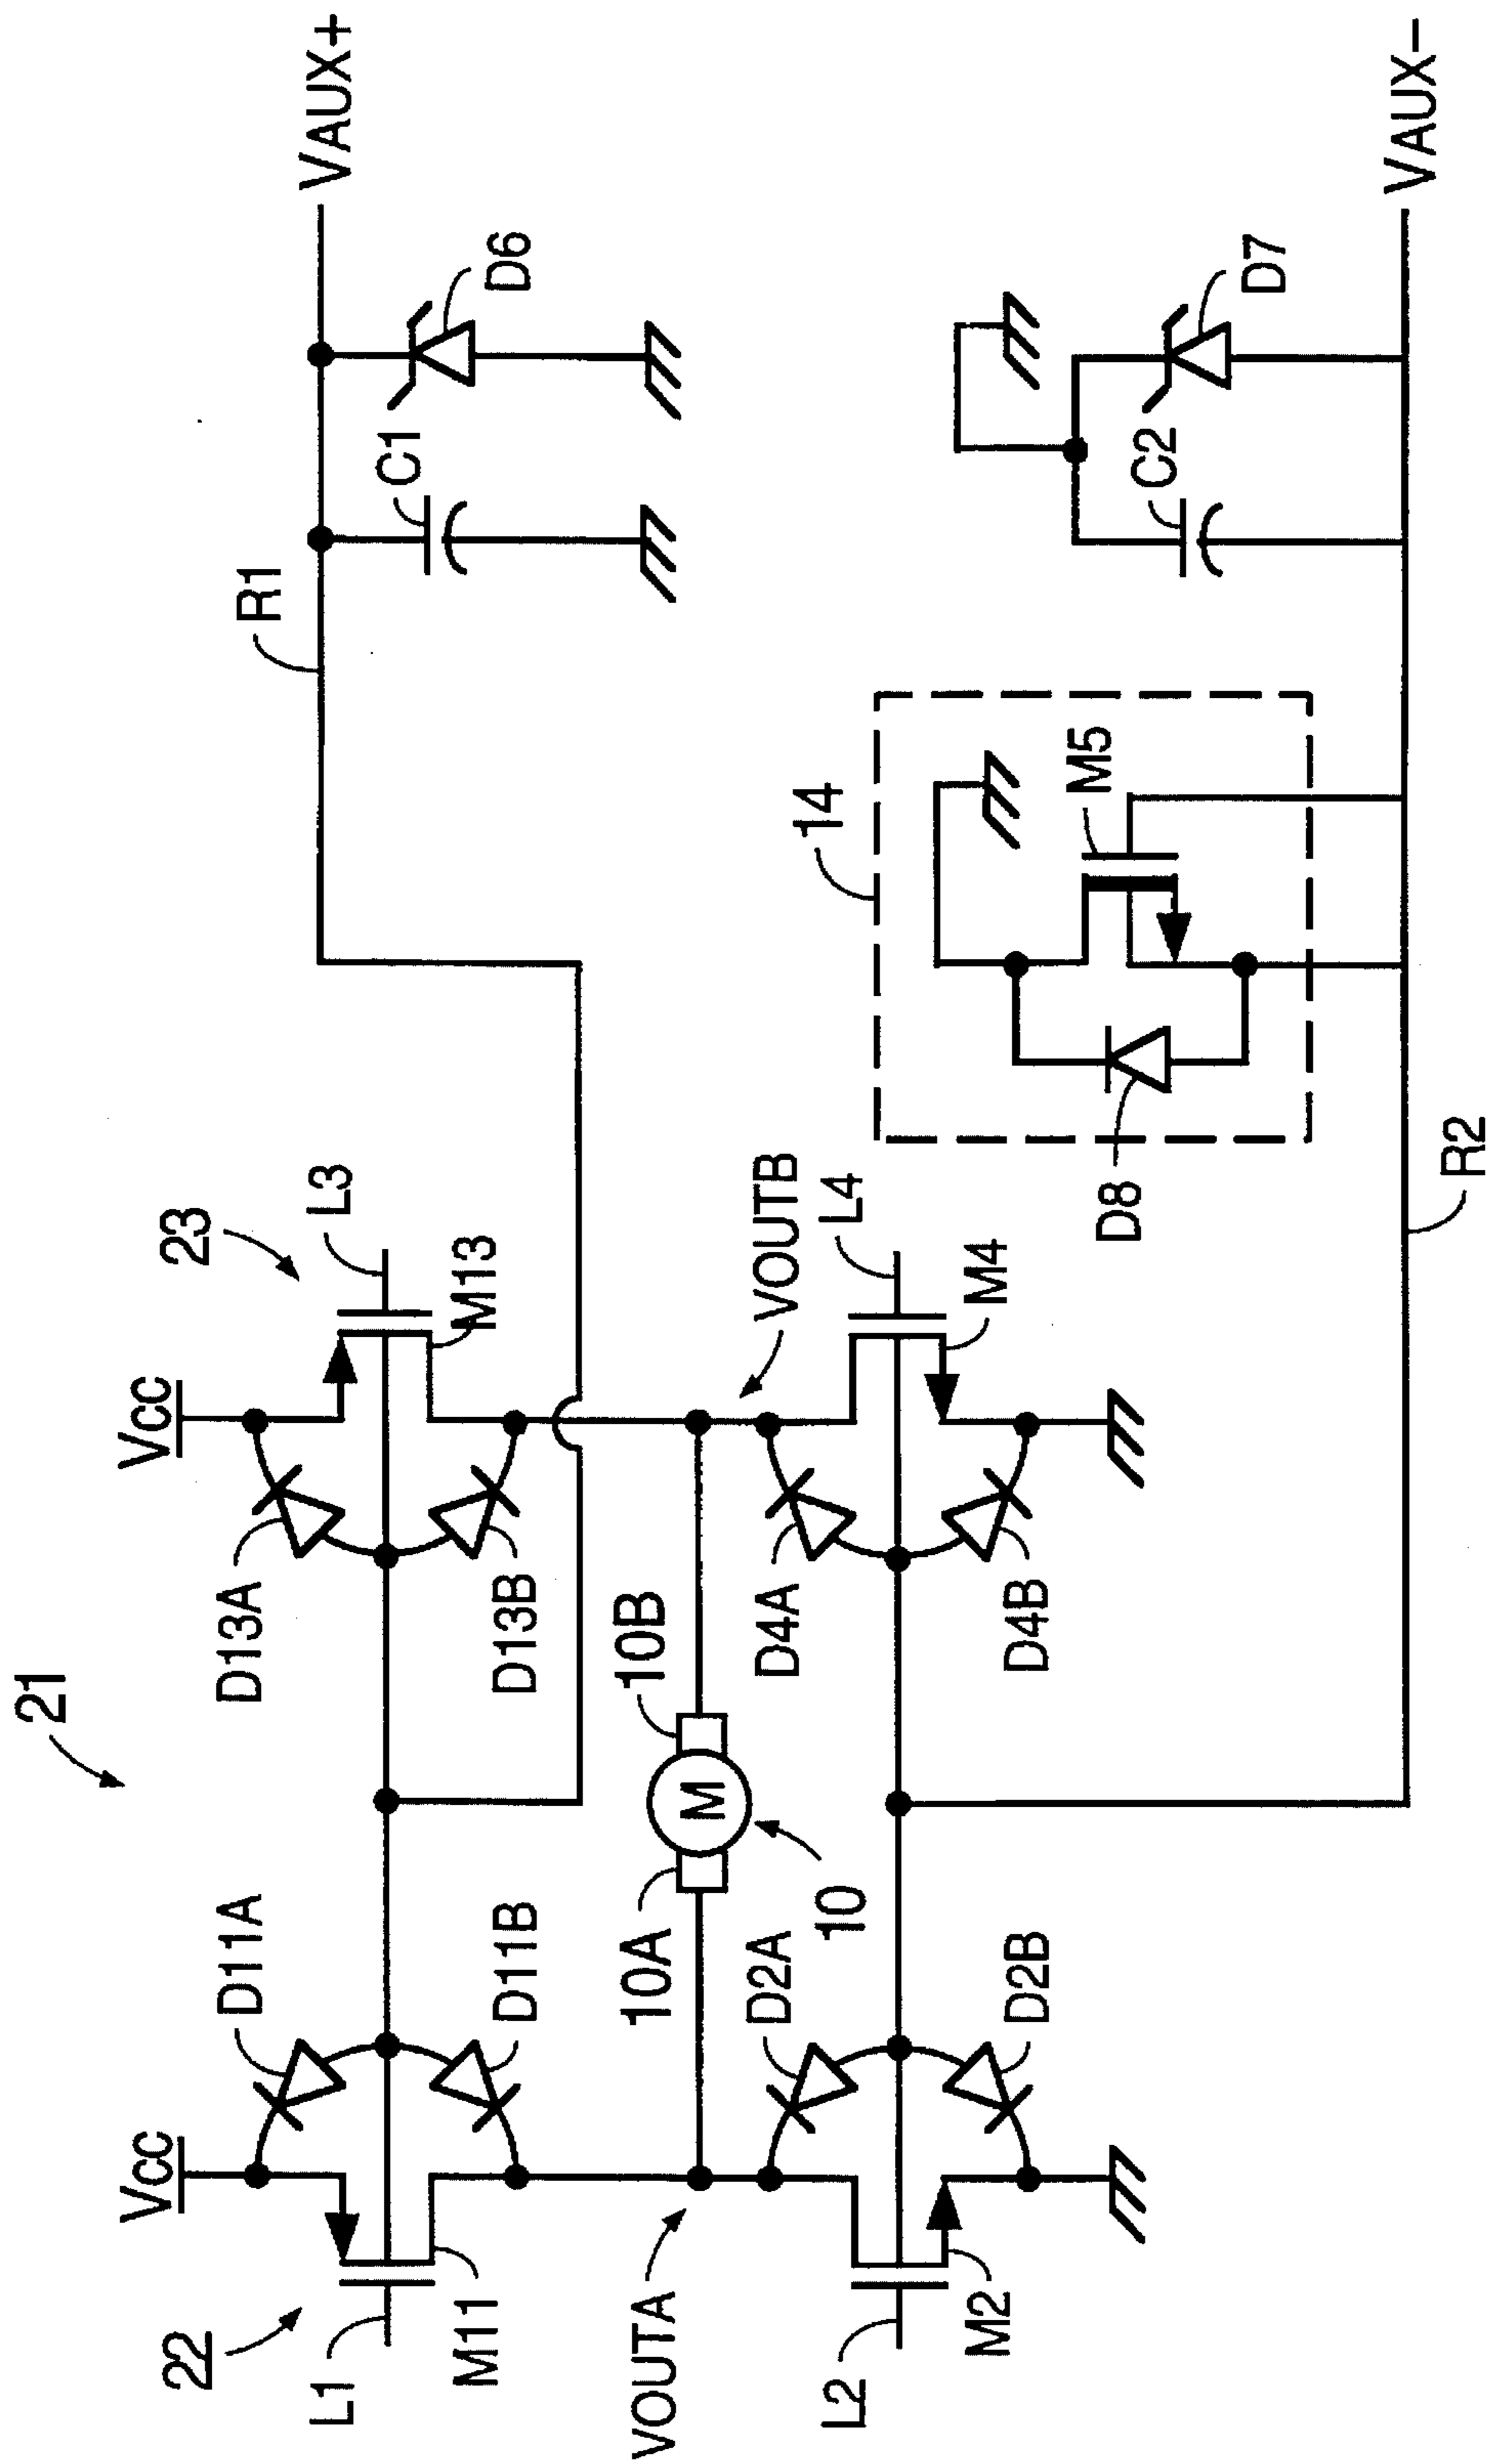 21
22
23
VCC
VCC
D11A
D13A
L1
L3
M11
M13
D11B
D13B
R1
VAUX+
C1
D6
10A
10B
M
10
VOUTA
VOUTB
D2A
D4A
L2
L4
M2
M4
D2B
D4B
14
M5
D8
C2
D7
R2
VAUX−